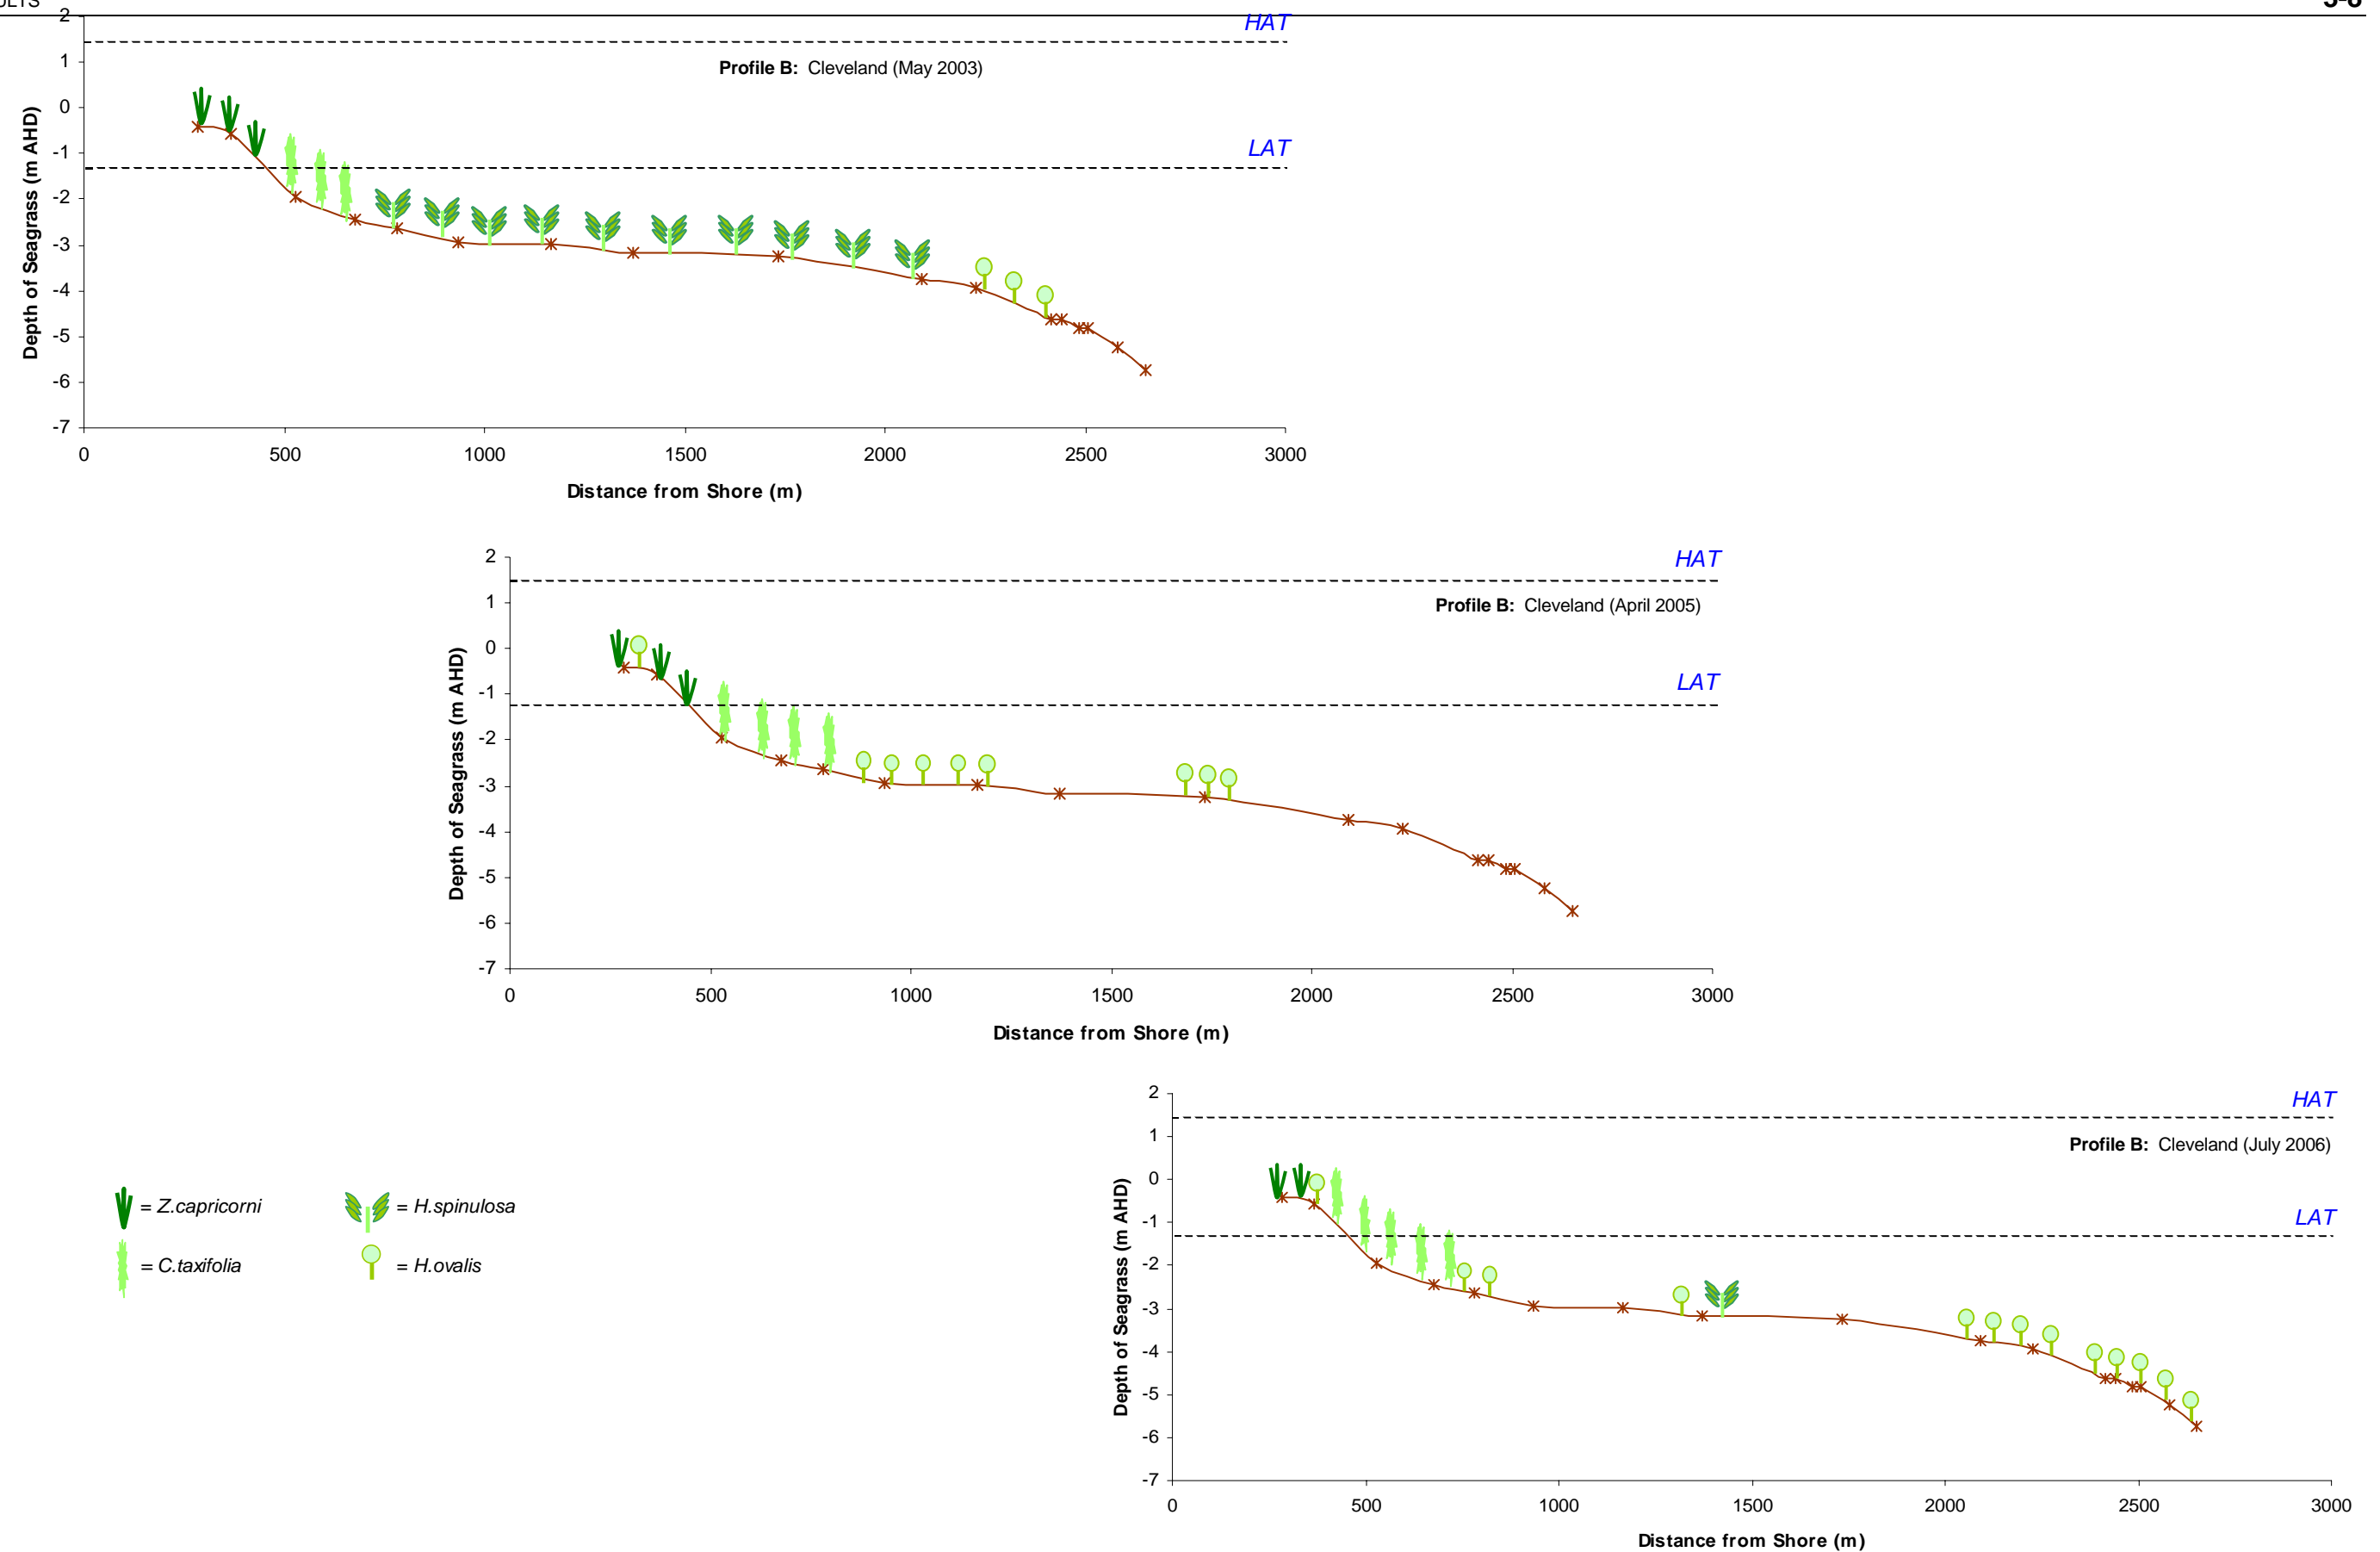 2
HAT
1
Profile B: Cleveland (May 2003)
0
-1
LAT
-2
-3
-4
-5
-6
-7
Depth of Seagrass (m AHD)
0 500 1000 1500 2000 2500 3000
Distance from Shore (m)
2
HAT
1
Profile B: Cleveland (April 2005)
0
-1
LAT
-2
-3
-4
-5
-6
-7
Depth of Seagrass (m AHD)
0 500 1000 1500 2000 2500 3000
Distance from Shore (m)
2
HAT
1
Profile B: Cleveland (July 2006)
0
-1
LAT
-2
-3
-4
-5
-6
-7
Depth of Seagrass (m AHD)
0 500 1000 1500 2000 2500 3000
Distance from Shore (m)
= Z.capricorni
= H.spinulosa
= C.taxifolia
= H.ovalis